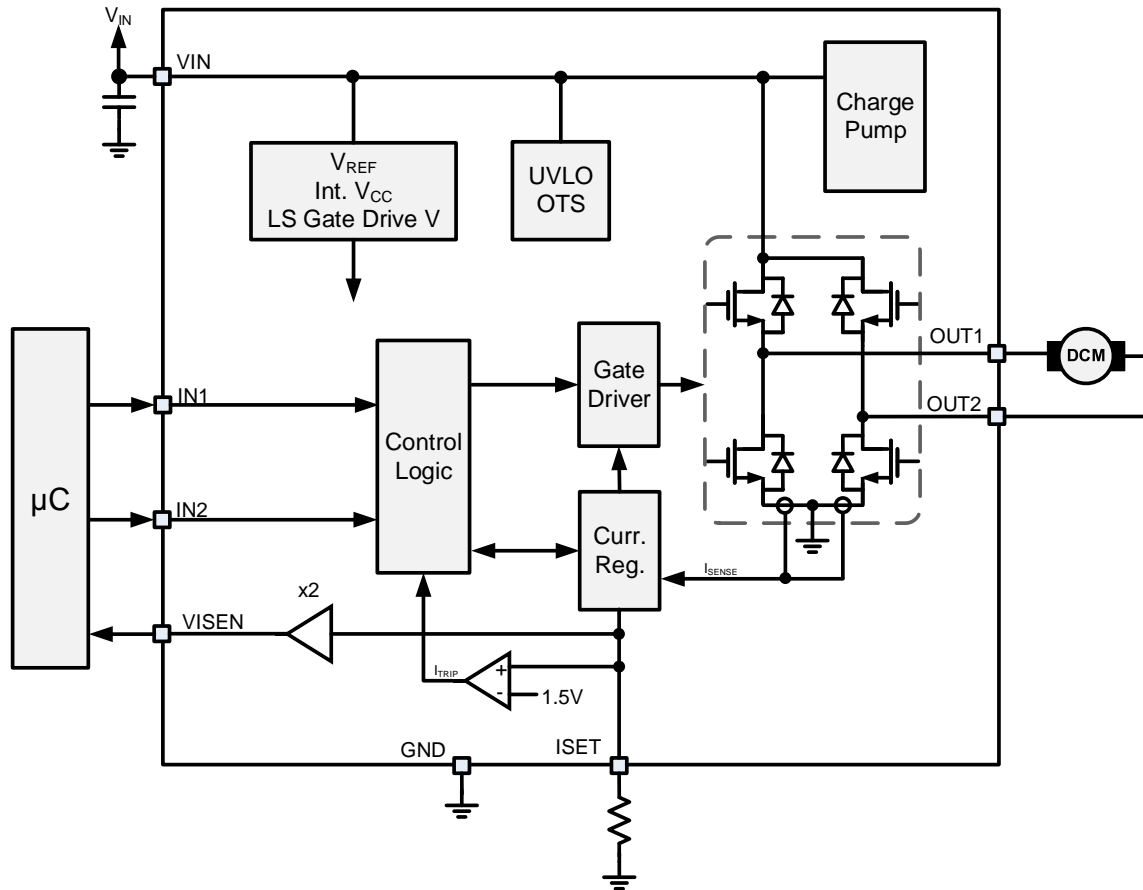 VIN
VIN
Charge
Pump
VREF
Int. VCC
LS Gate Drive V
UVLO
OTS
OUT1
DCM
OUT2
Gate
Driver
IN1
Control
Logic
µC
IN2
Curr.
Reg.
ISENSE
x2
VISEN
ITRIP
+
-
1.5V
GND
ISET